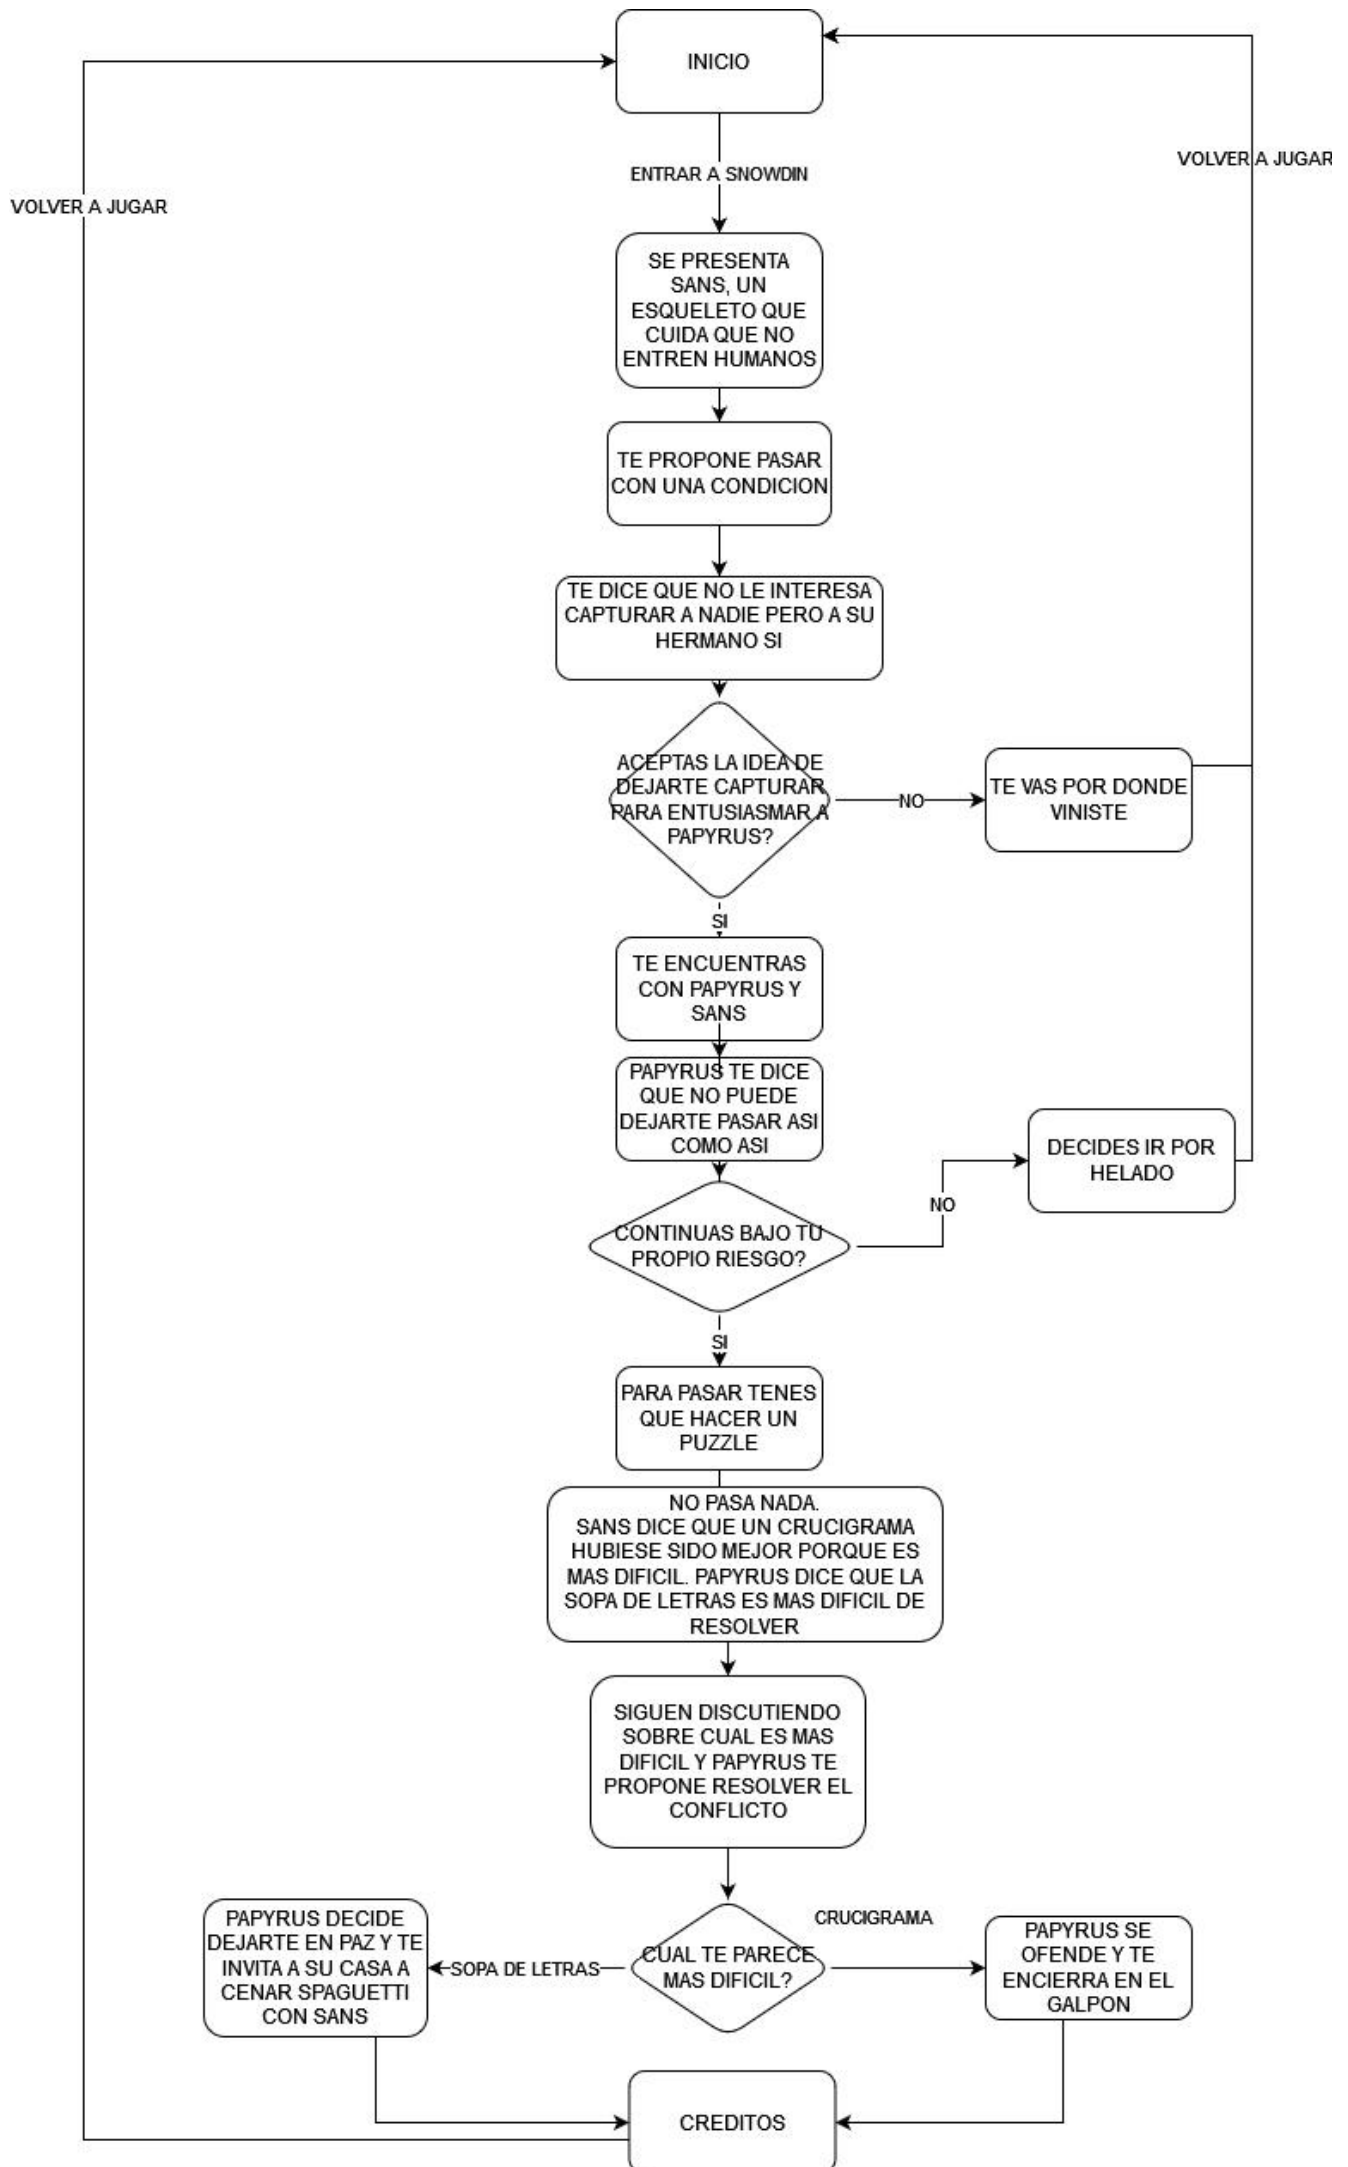 INICIO
VOLVER A JUGAR
ENTRAR A SNOWDIN
VOLVER A JUGAR
SE PRESENTA
SANS, UN
ESQUELETO QUE
CUIDA QUE NO
ENTREN HUMANOS
TE PROPONE PASAR
CON UNA CONDICION
TE DICE QUE NO LE INTERESA
CAPTURAR A NADIE PERO A SU
HERMANO SI
ACEPTAS LA IDEA DE
DEJARTE CAPTURAR
PARA ENTUSIASMAR A
PAPYRUS?
NO
TE VAS POR DONDE
VINISTE
SI
TE ENCUENTRAS
CON PAPYRUS Y
SANS
PAPYRUS TE DICE
QUE NO PUEDE
DEJARTE PASAR ASI
COMO ASI
DECIDES IR POR
HELADO
NO
CONTINUAS BAJO TU
PROPIO RIESGO?
SI
PARA PASAR TENES
QUE HACER UN
PUZZLE
NO PASA NADA.
SANS DICE QUE UN CRUCIGRAMA
HUBIESE SIDO MEJOR PORQUE ES
MAS DIFICIL. PAPYRUS DICE QUE LA
SOPA DE LETRAS ES MAS DIFICIL DE
RESOLVER
SIGUEN DISCUTIENDO
SOBRE CUAL ES MAS
DIFICIL Y PAPYRUS TE
PROPONE RESOLVER EL
CONFLICTO
PAPYRUS DECIDE
DEJARTE EN PAZ Y TE
INVITA A SU CASA A
CENAR SPAGUETTI
CON SANS
SOPA DE LETRAS
CUAL TE PARECE
MAS DIFICIL?
CRUCIGRAMA
PAPYRUS SE
OFENDE Y TE
ENCIERRA EN EL
GALPON
CREDITOS